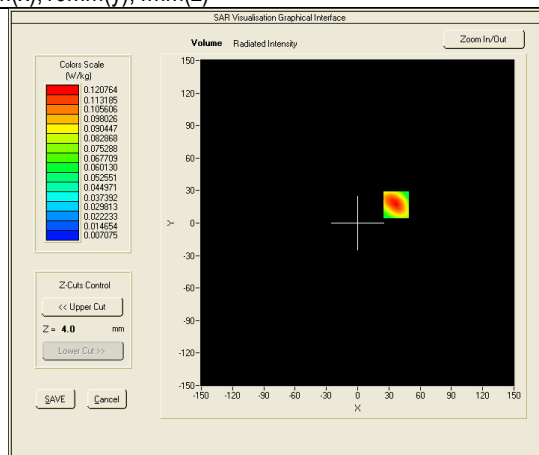 (x),10mm(y),4mm(z)
SAR Visualisation Graphical Interface
Volume Radiated Intensity
Zoom In/Out
Colors Scale
(W/kg)
0.120764
0.113185
0.105606
0.098026
0.090447
0.082868
0.075288
0.067709
0.060130
0.052551
0.044971
0.037392
0.029813
0.022233
0.014654
0.007075
Z-Cuts Control
<< Upper Cut
Z = 4.0 mm
Lower Cut >>
SAVE Cancel
150
120
90
60
30
0
-30
-60
-90
-120
-150
Y
-150 -120 -90 -60 -30 0 30 60 90 120 150
X